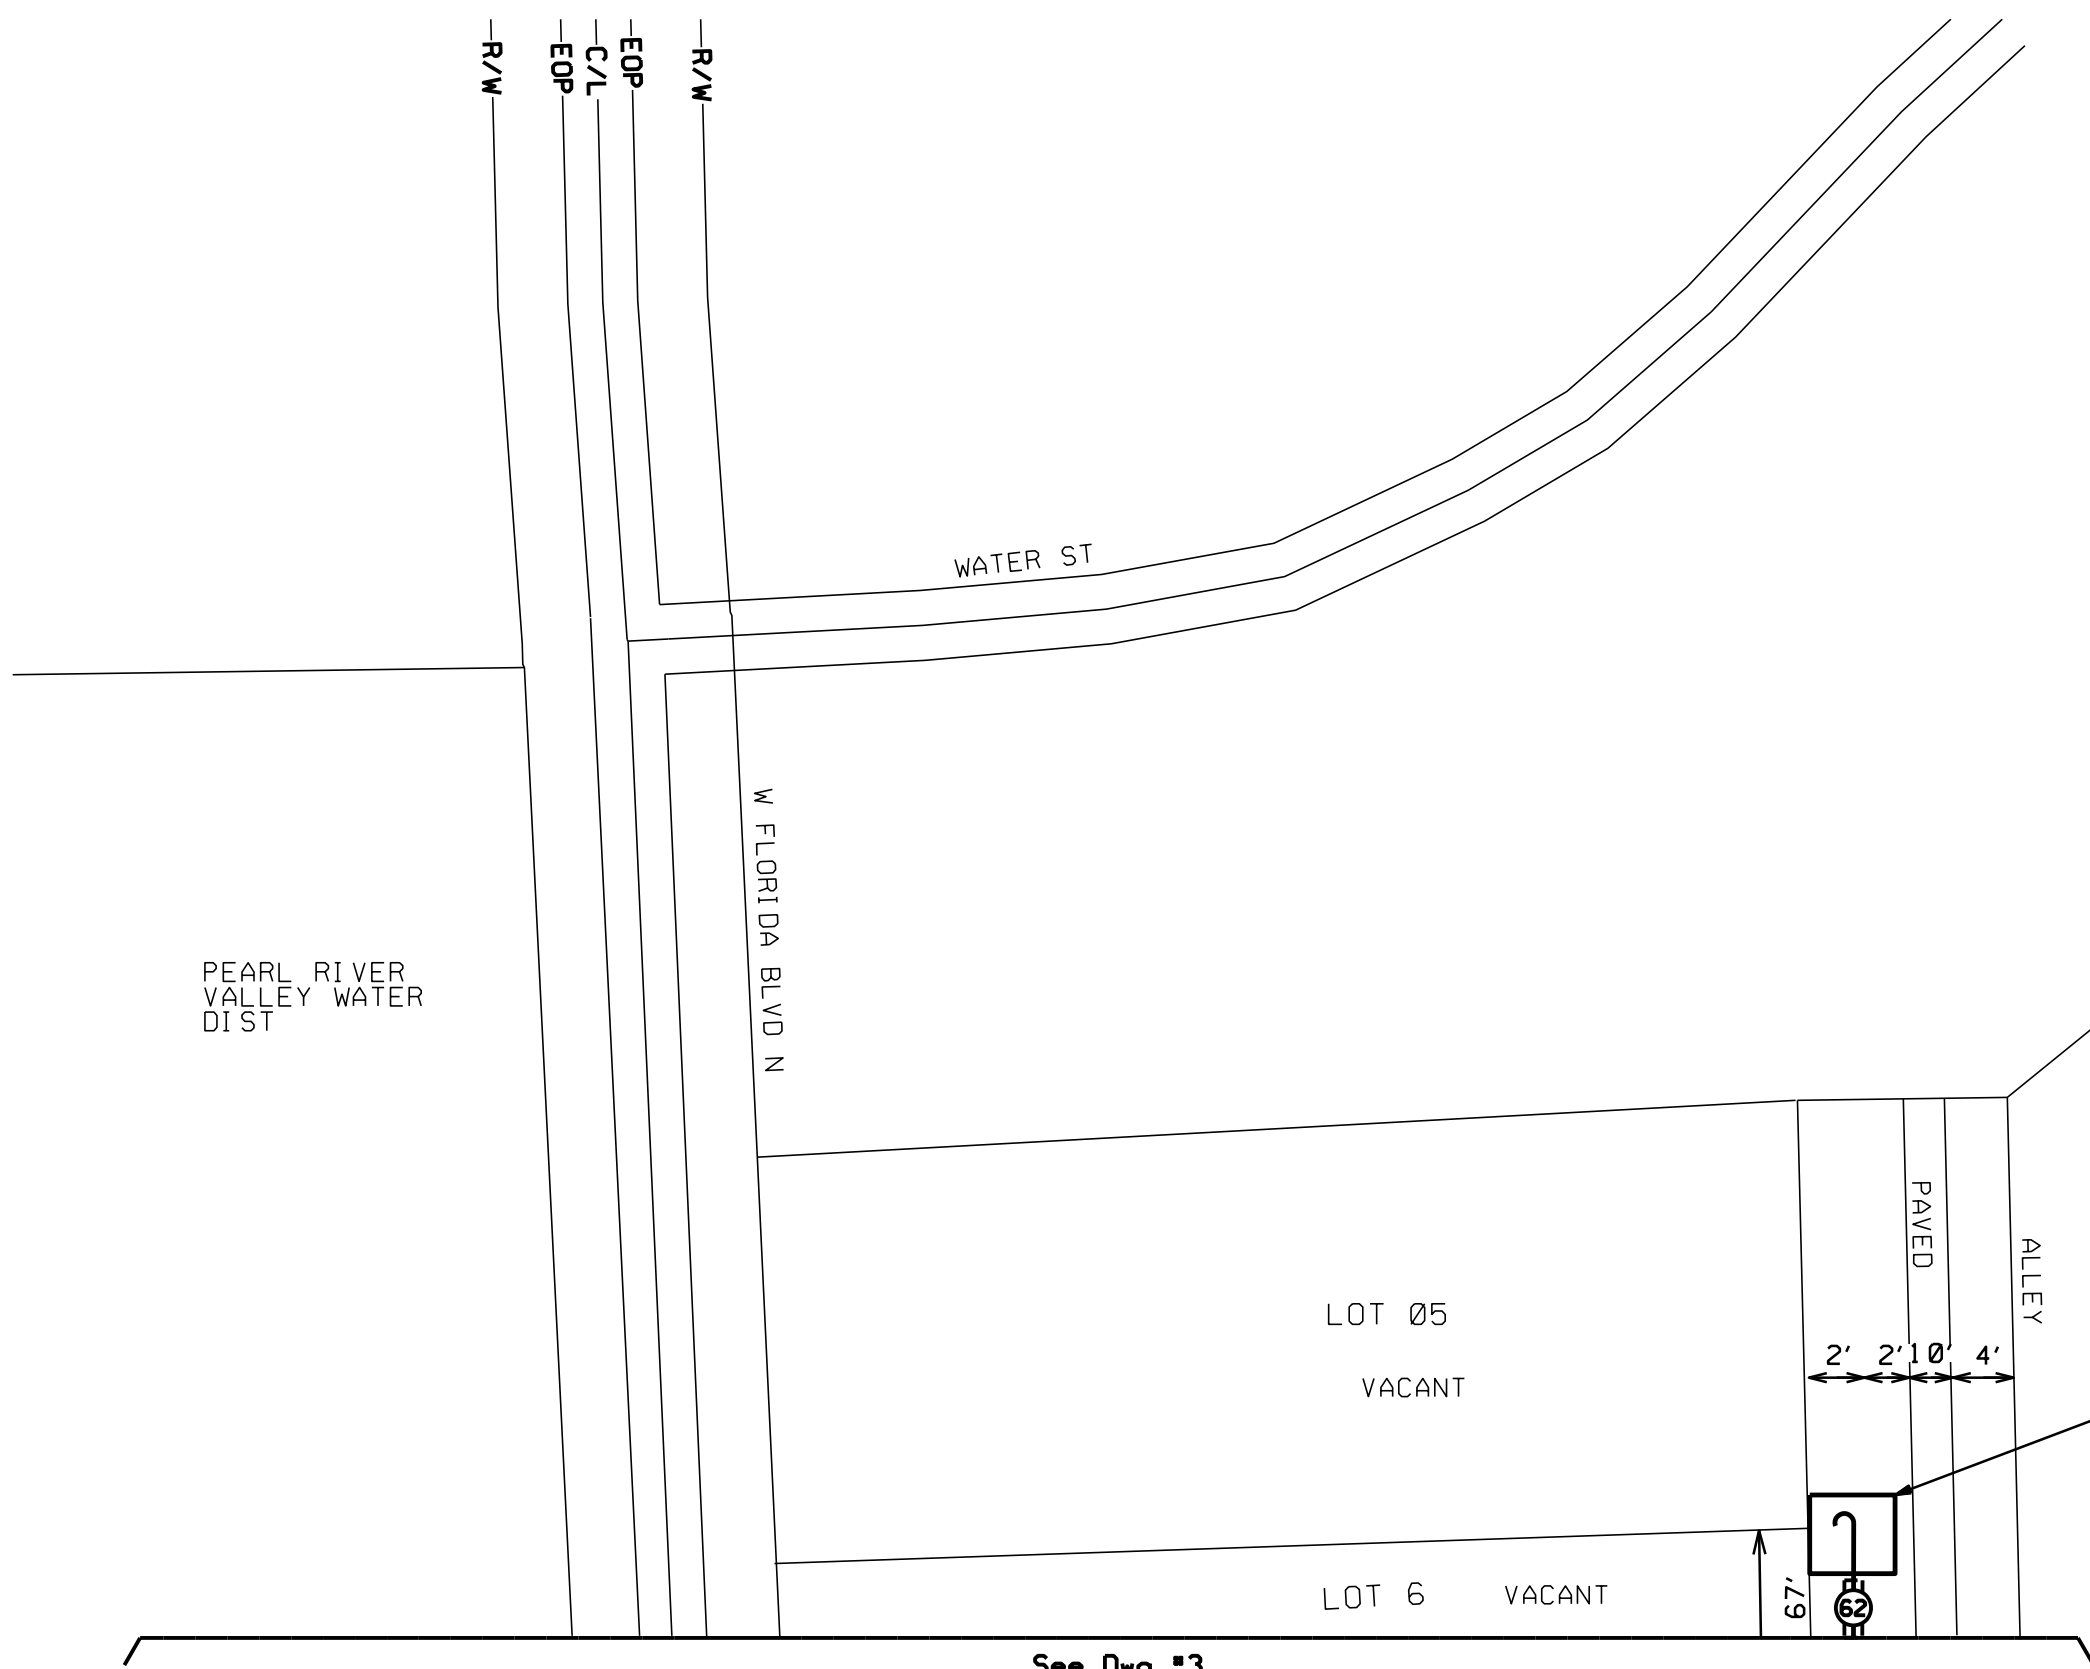 R/W
EOP
C/L
EOP
R/W
WATER ST
W FLORIDA BLVD N
PEARL RIVER
VALLEY WATER
DIST
PAVED
ALLEY
LOT Ø5
VACANT
2' 2' 1Ø' 4'
67'
62
LOT 6 VACANT
See Dwg #3